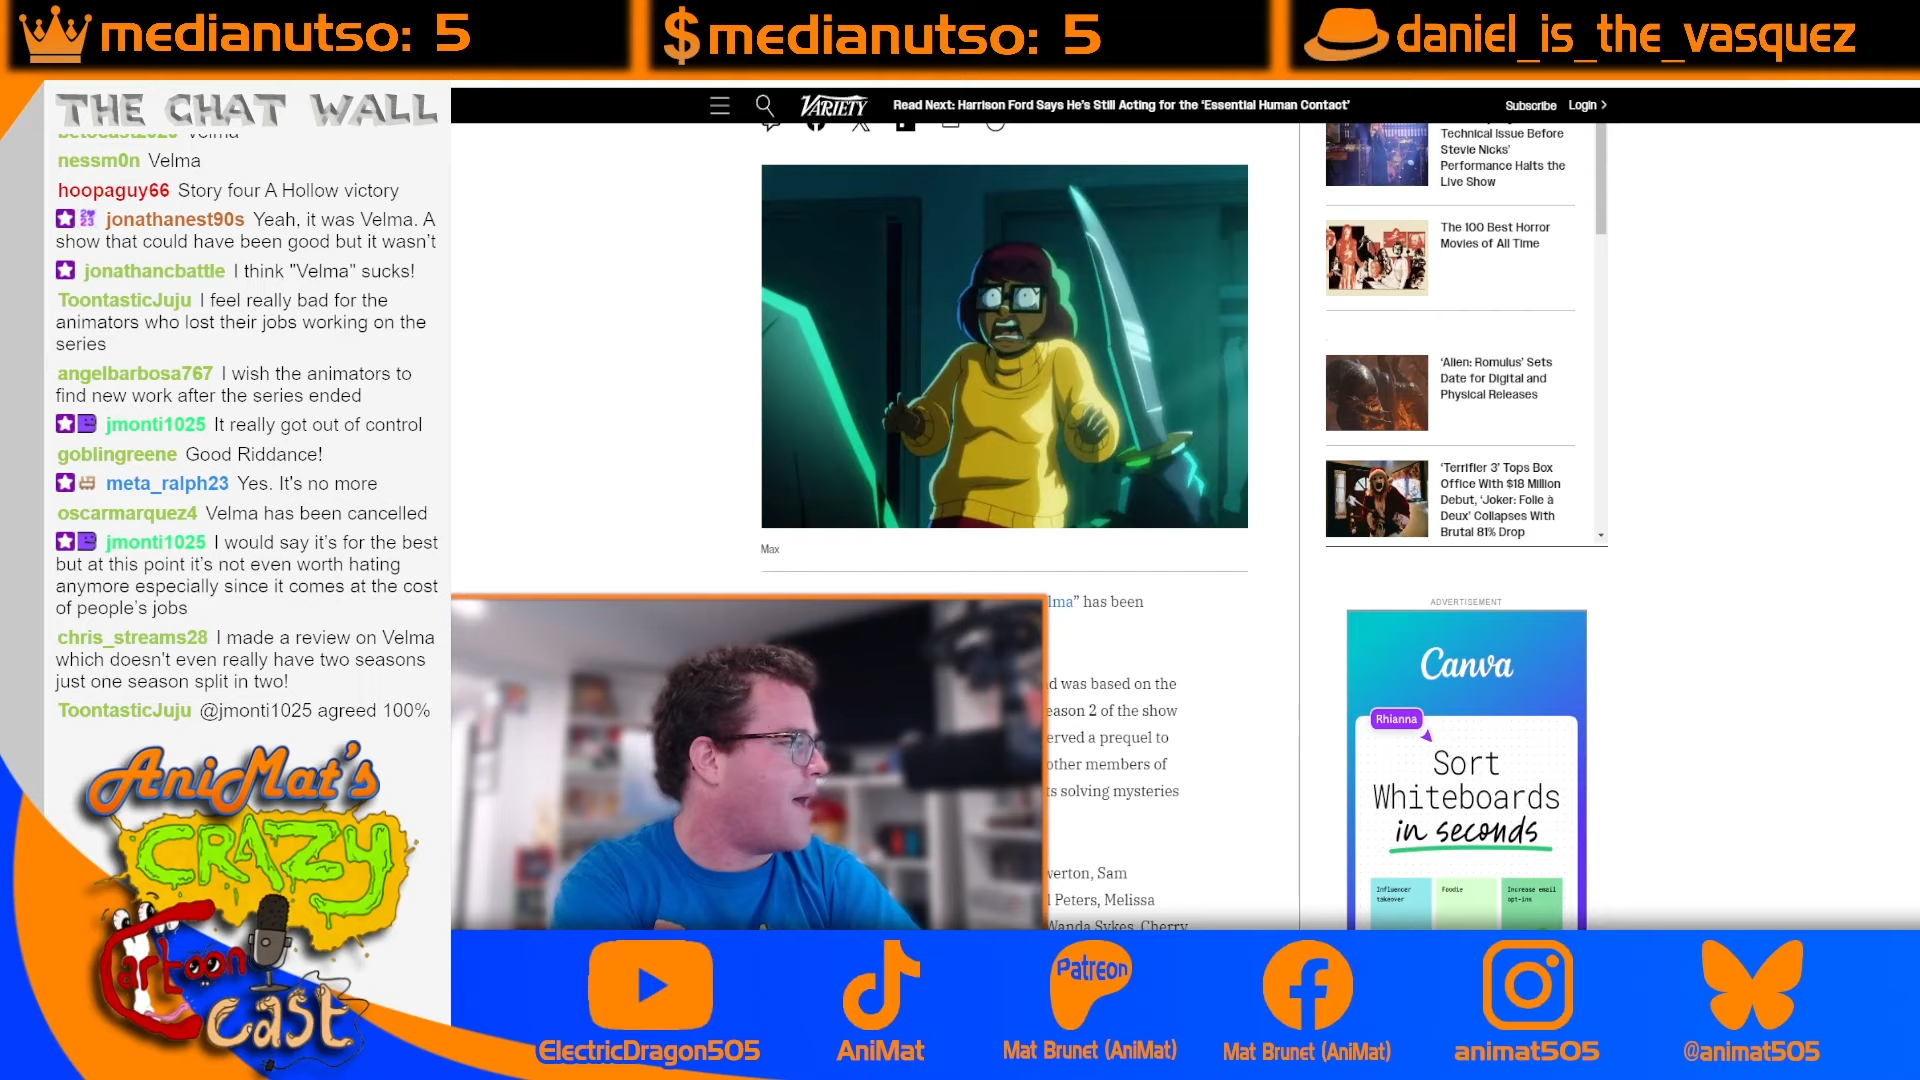 medianutso: 5
$ medianutso: 5
daniel_is_the_vasquez
THE CHAT WALL
nessm0n Velma
hoopaguy66 Story four A Hollow victory
jonathanest90s Yeah, it was Velma. A
show that could have been good but it wasn't
jonathancbattle I think "Velma" sucks!
ToontasticJuju I feel really bad for the
animators who lost their jobs working on the
series
angelbarbosa767 I wish the animators to
find new work after the series ended
jmonti1025 It really got out of control
goblingreene Good Riddance!
meta_ralph23 Yes. It's no more
oscarmarquez4 Velma has been cancelled
jmonti1025 I would say it's for the best
but at this point it's not even worth hating
anymore especially since it comes at the cost
of people's jobs
chris_streams28 I made a review on Velma
which doesn't even really have two seasons
just one season split in two!
ToontasticJuju @jmonti1025 agreed 100%
AniMat's
CRAZY
Cartoon
Cast
VARIETY
Read Next: Harrison Ford Says He's Still Acting for the 'Essential Human Contact'
Subscribe Login
Max
lma" has been
d was based on the
eason 2 of the show
erved a prequel to
other members of
ts solving mysteries
verton, Sam
l Peters, Melissa
Wanda Sykes, Cherry
Technical Issue Before
Stevie Nicks'
Performance Halts the
Live Show
The 100 Best Horror
Movies of All Time
'Alien: Romulus' Sets
Date for Digital and
Physical Releases
'Terrifier 3' Tops Box
Office With $18 Million
Debut, 'Joker: Folie à
Deux' Collapses With
Brutal 81% Drop
ADVERTISEMENT
Canva
Rhianna
Sort
Whiteboards
in seconds
Influencer
takeover
Foodie
Increase email
opt-ins
ElectricDragon505
AniMat
Patreon
Mat Brunet (AniMat)
Mat Brunet (AniMat)
animat505
@animat505